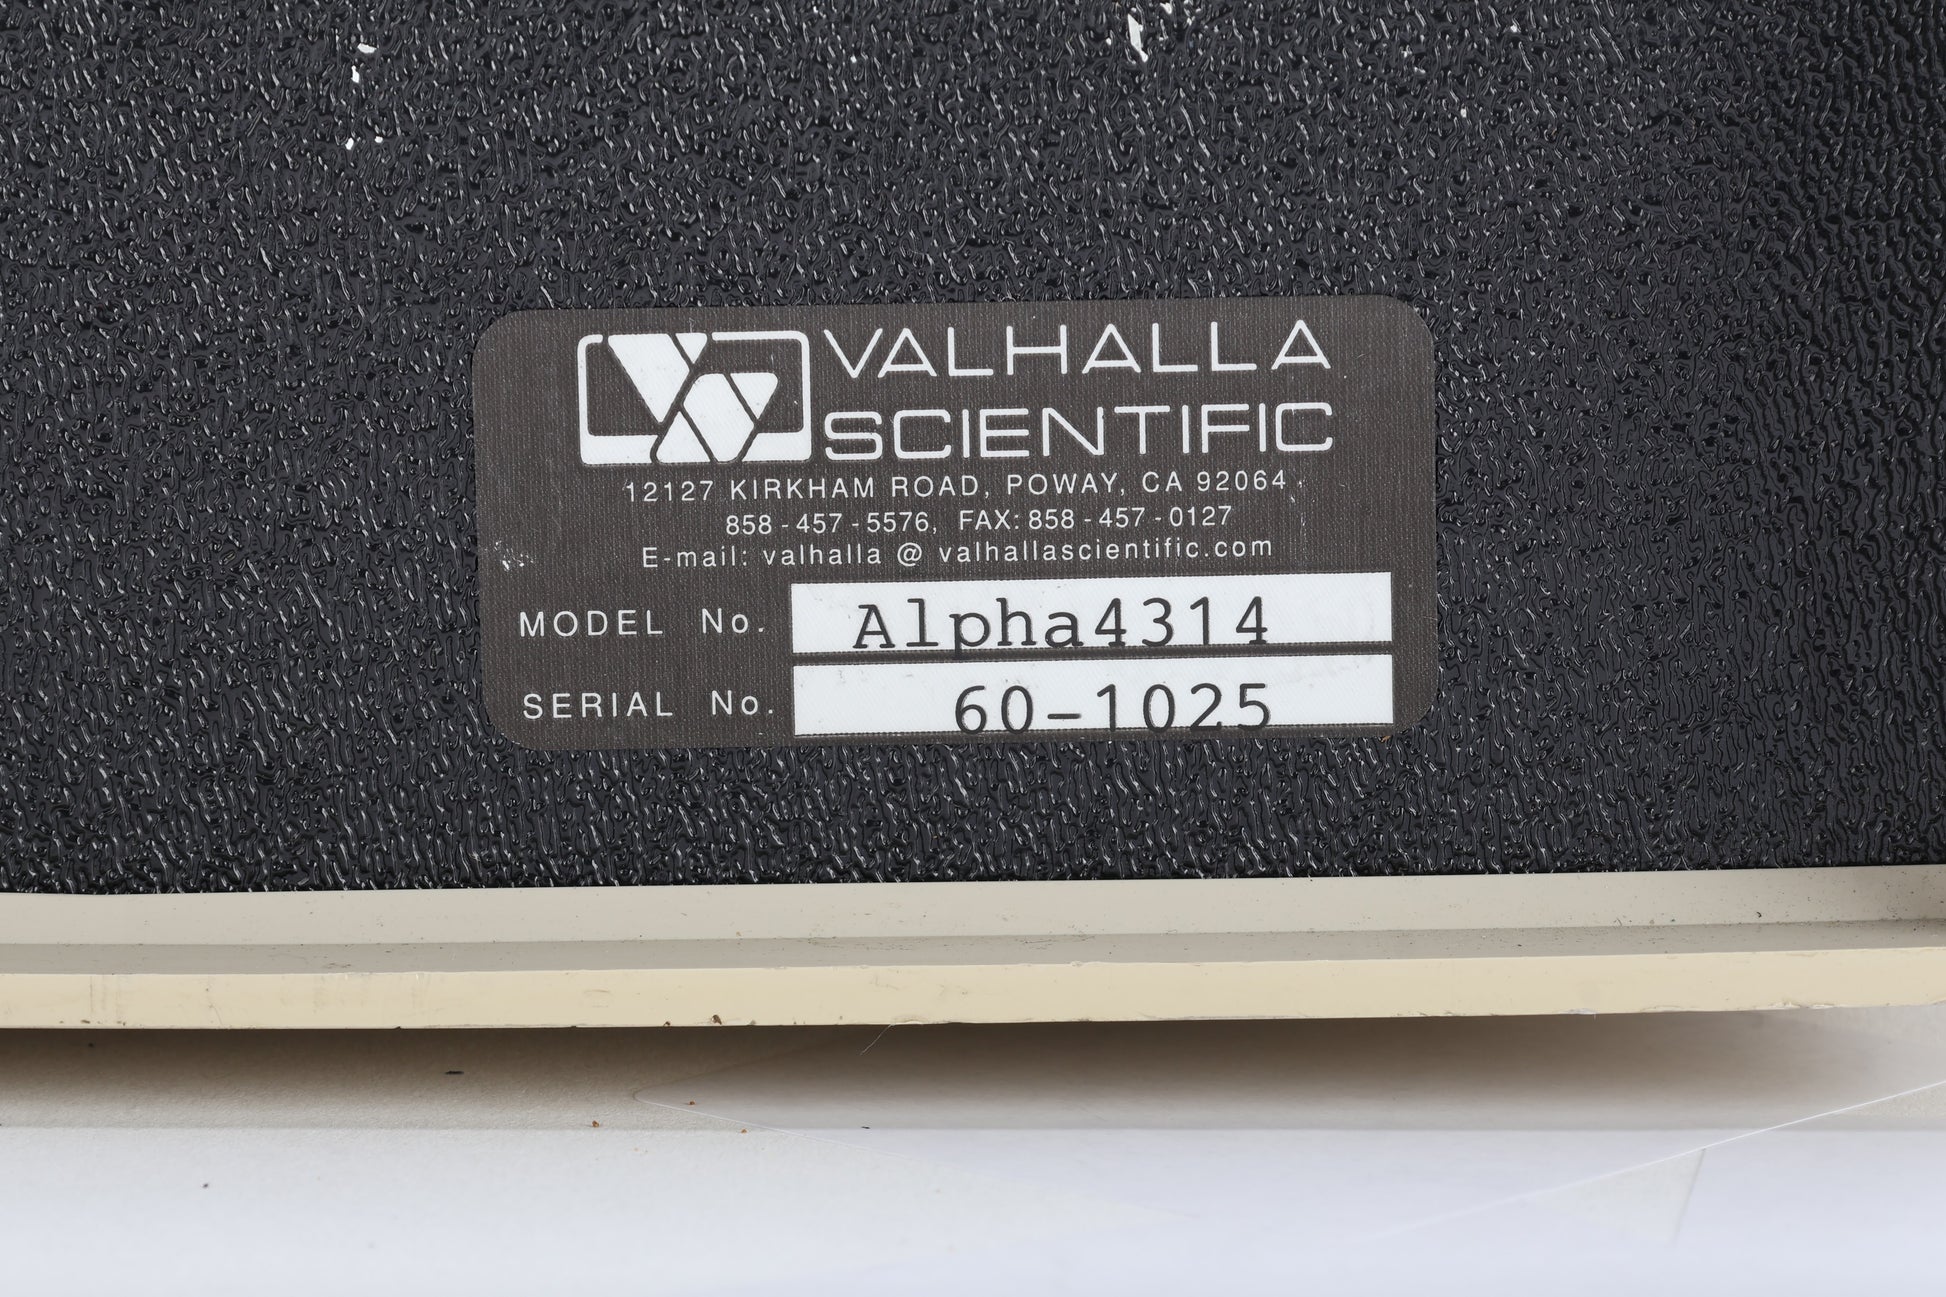 VALHALLA
SCIENTIFIC
12127 KIRKHAM ROAD, POWAY, CA 92064
858 - 457 - 5576, FAX: 858 - 457 - 0127
E-mail: valhalla @ valhallascientific.com
MODEL No. Alpha4314
SERIAL No. 60-1025